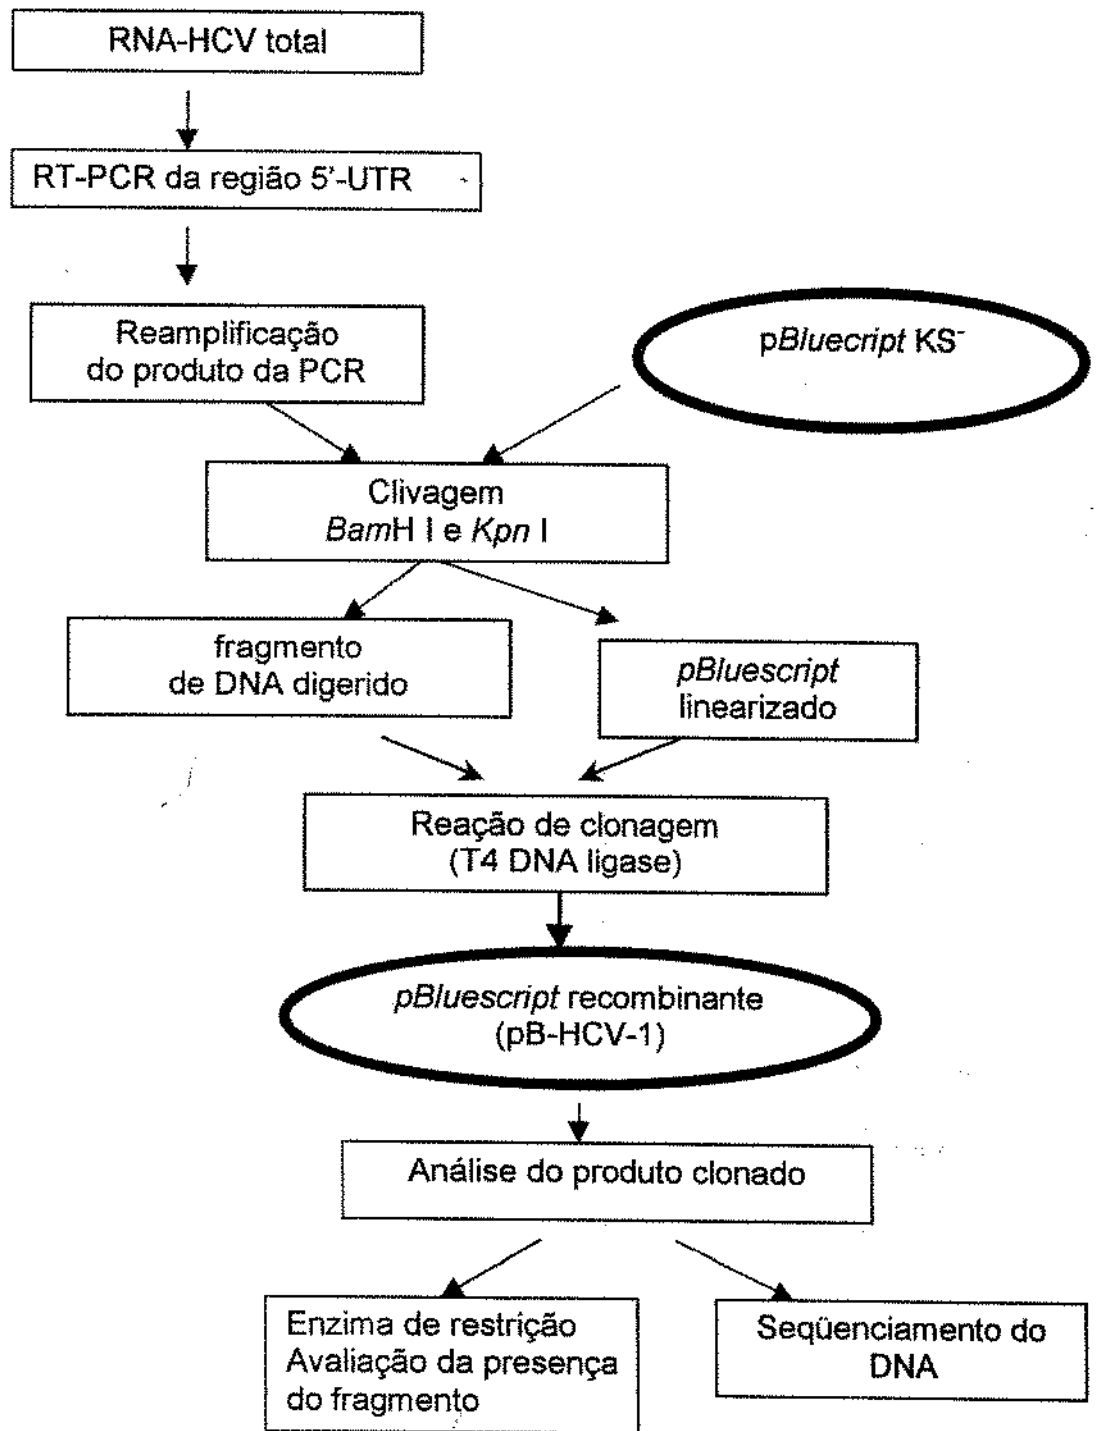 RNA-HCV total
RT-PCR da região 5'-UTR
Reamplificação
do produto da PCR
pBluecript KS-
Clivagem
BamH I e Kpn I
fragmento
de DNA digerido
pBluescript
linearizado
Reação de clonagem
(T4 DNA ligase)
pBluescript recombinante
(pB-HCV-1)
Análise do produto clonado
Enzima de restrição
Avaliação da presença
do fragmento
Seqüenciamento do
DNA